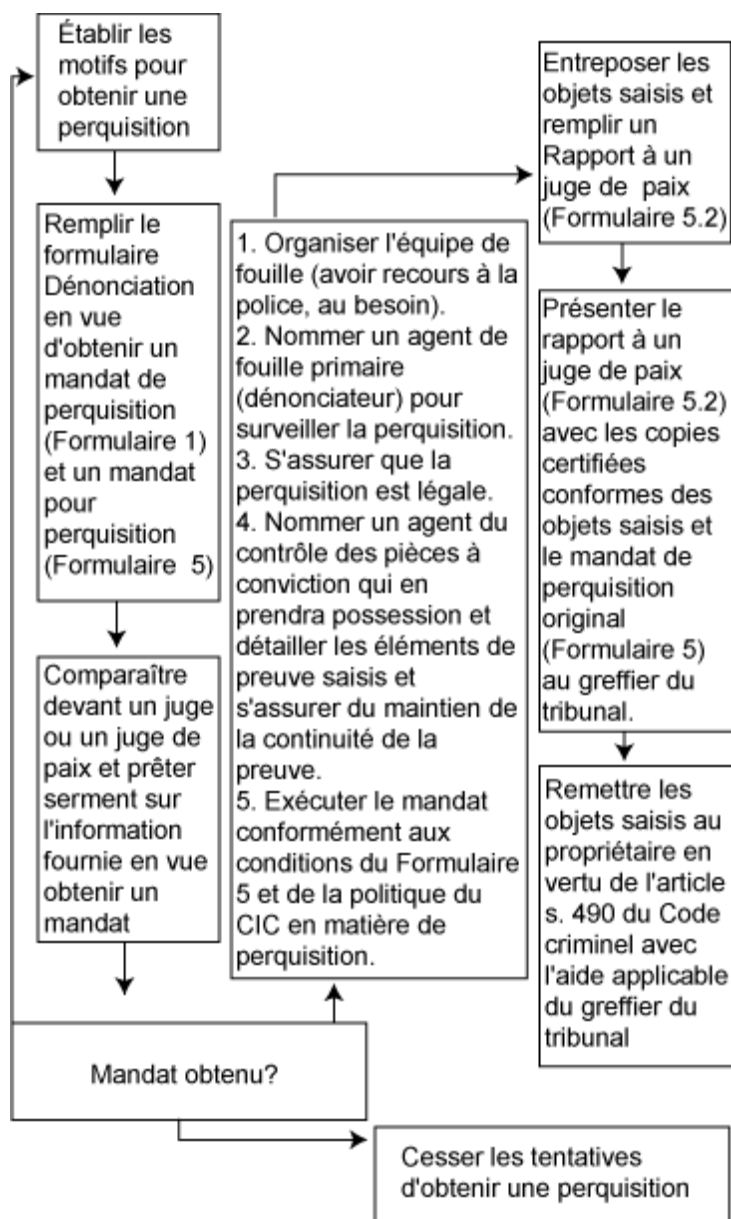 Établir les
motifs pour
obtenir une
perquisition
Remplir le
formulaire
Dénonciation
en vue
d'obtenir un
mandat de
perquisition
(Formulaire 1)
et un mandat
pour
perquisition
(Formulaire 5)
Comparaître
devant un juge
ou un juge de
paix et prêter
serment sur
l'information
fournie en vue
obtenir un
mandat
Mandat obtenu?
1. Organiser l'équipe de
fouille (avoir recours à la
police, au besoin).
2. Nommer un agent de
fouille primaire
(dénonciateur) pour
surveiller la perquisition.
3. S'assurer que la
perquisition est légale.
4. Nommer un agent du
contrôle des pièces à
conviction qui en
prendra possession et
détailler les éléments de
preuve saisis et
s'assurer du maintien de
la continuité de la
preuve.
5. Exécuter le mandat
conformément aux
conditions du Formulaire
5 et de la politique du
CIC en matière de
perquisition.
Entreposer les
objets saisis et
remplir un
Rapport à un
juge de paix
(Formulaire 5.2)
Présenter le
rapport à un
juge de paix
(Formulaire 5.2)
avec les copies
certifiées
conformes des
objets saisis et
le mandat de
perquisition
original
(Formulaire 5)
au greffier du
tribunal.
Remettre les
objets saisis au
propriétaire en
vertu de l'article
s. 490 du Code
criminel avec
l'aide applicable
du greffier du
tribunal
Cesser les tentatives
d'obtenir une perquisition